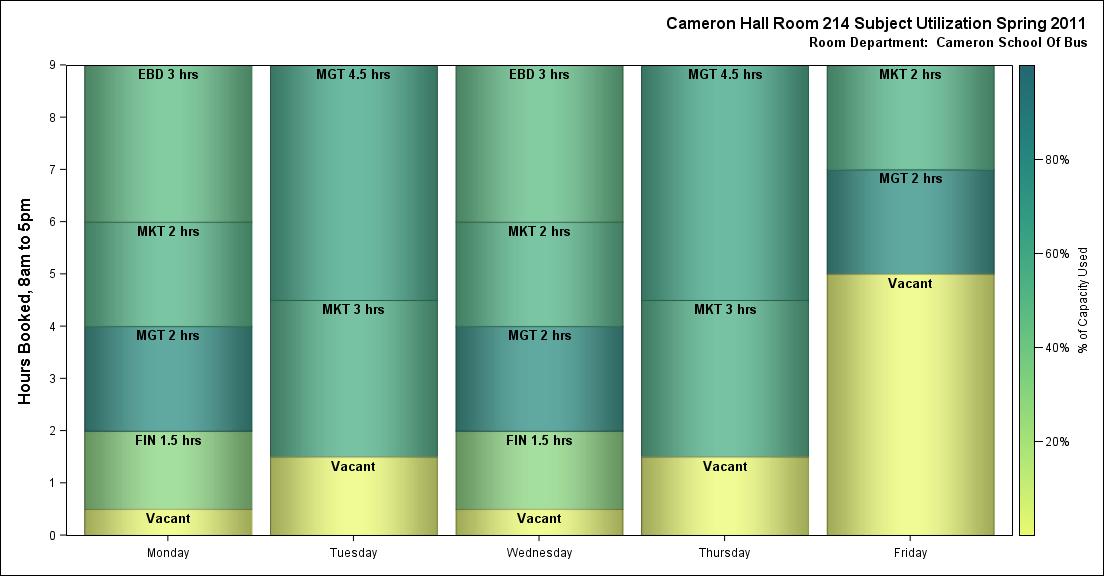 Cameron Hall Room 214 Subject Utilization Spring 2011
Room Department:  Cameron School Of Bus
Hours Booked, 8am to 5pm
9
8
7
6
5
4
3
2
1
0
EBD 3 hrs
MKT 2 hrs
MGT 2 hrs
FIN 1.5 hrs
Vacant
Monday
MGT 4.5 hrs
MKT 3 hrs
Vacant
Tuesday
EBD 3 hrs
MKT 2 hrs
MGT 2 hrs
FIN 1.5 hrs
Vacant
Wednesday
MGT 4.5 hrs
MKT 3 hrs
Vacant
Thursday
MKT 2 hrs
MGT 2 hrs
Vacant
Friday
80%
60%
40%
20%
% of Capacity Used